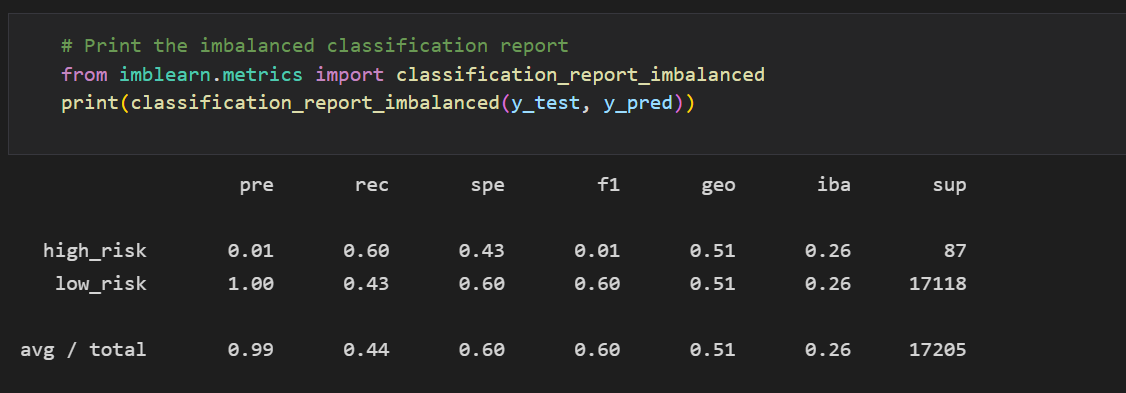 # Print the imbalanced classification report
from imblearn.metrics import classification_report_imbalanced
print(classification_report_imbalanced(y_test, y_pred))
pre rec spe f1 geo iba sup
high_risk 0.01 0.60 0.43 0.01 0.51 0.26 87
low_risk 1.00 0.43 0.60 0.60 0.51 0.26 17118
avg / total 0.99 0.44 0.60 0.60 0.51 0.26 17205